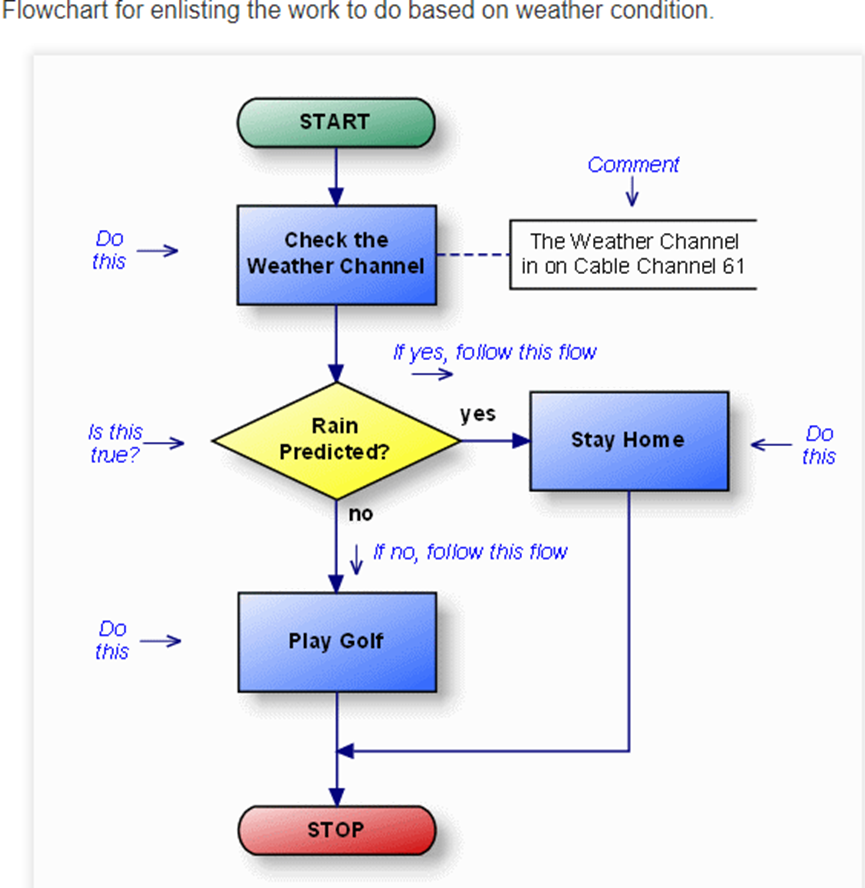 Flowchart for enlisting the work to do based on weather condition.
START
Comment
Do
this
Check the
Weather Channel
The Weather Channel
in on Cable Channel 61
If yes, follow this flow
Is this
true?
Rain
Predicted?
yes
Stay Home
Do
this
no
If no, follow this flow
Do
this
Play Golf
STOP